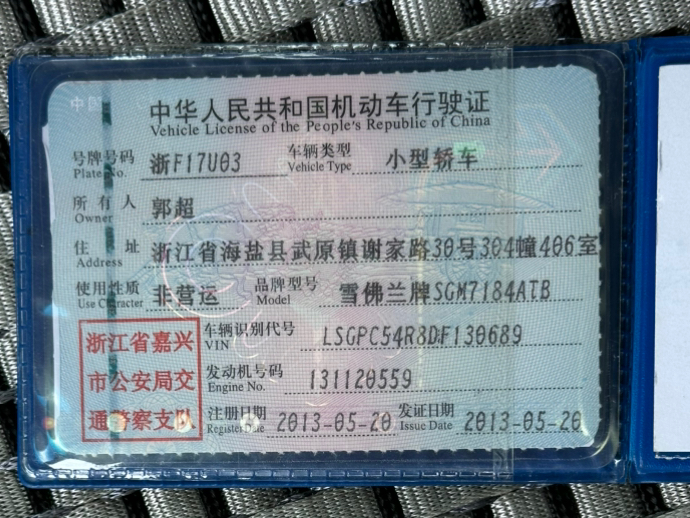 中华人民共和国机动车行驶证
Vehicle License of the People's Republic of China
号牌号码 浙F17U03 车辆类型 小型轿车
Plate No. Vehicle Type
所有人 郭超
Owner
住址 浙江省海盐县武原镇谢家路30号304幢406室
Address
使用性质 非营运 品牌型号 雪佛兰牌SGM7184ATB
Use Character Model
浙江省嘉兴
市公安局交
通警察支队
车辆识别代号 LSGPC54R8DF130689
VIN
发动机号码 131120559
Engine No.
注册日期 2013-05-20 发证日期 2013-05-20
Register Date Issue Date